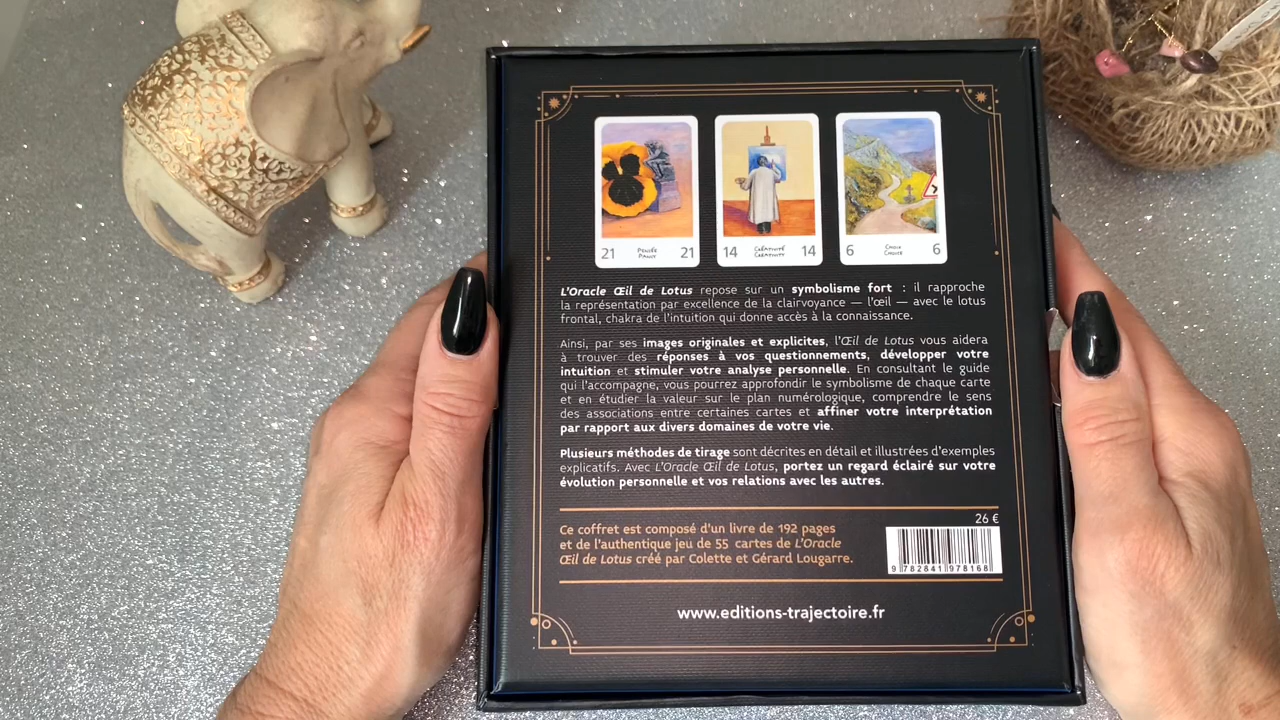 21 PENSÉE PANSY 21
14 CRÉATIVITÉ CREATIVITY 14
6 CHOIX CHOICE 6
L'Oracle Œil de Lotus repose sur un symbolisme fort : il rapproche
la représentation par excellence de la clairvoyance — l'œil — avec le lotus
frontal, chakra de l'intuition qui donne accès à la connaissance.
Ainsi, par ses images originales et explicites, l'Œil de Lotus vous aidera
à trouver des réponses à vos questionnements, développer votre
intuition et stimuler votre analyse personnelle. En consultant le guide
qui l'accompagne, vous pourrez approfondir le symbolisme de chaque carte
et en étudier la valeur sur le plan numérologique, comprendre le sens
des associations entre certaines cartes et affiner votre interprétation
par rapport aux divers domaines de votre vie.
Plusieurs méthodes de tirage sont décrites en détail et illustrées d'exemples
explicatifs. Avec L'Oracle Œil de Lotus, portez un regard éclairé sur votre
évolution personnelle et vos relations avec les autres.
26 €
Ce coffret est composé d'un livre de 192 pages
et de l'authentique jeu de 55 cartes de L'Oracle
Œil de Lotus créé par Colette et Gérard Lougarre.
9 782841 978168
www.editions-trajectoire.fr